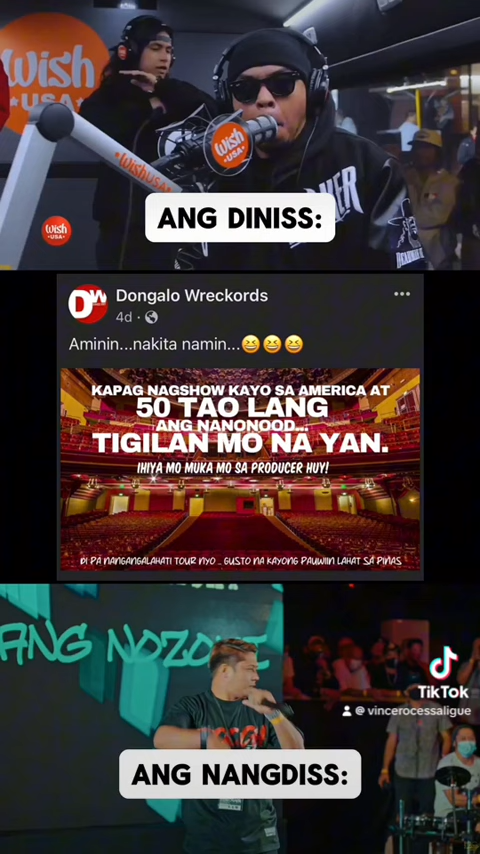 wish
USA
wish
WISHUSA
wish
USA
ANG DINISS:
DW
Dongalo Wreckords
4d
Aminin...nakita namin...😆😆😆
KAPAG NAGSHOW KAYO SA AMERICA AT
50 TAO LANG
ANG NANONOOD...
TIGILAN MO NA YAN.
IHIYA MO MUKA MO SA PRODUCER HUY!
DI PA NANGANGALAHATI TOUR NYO .. GUSTO NA KAYONG PAUWIIN LAHAT SA PINAS
ANG
TikTok
@vincerocessaligue
ANG NANGDISS: